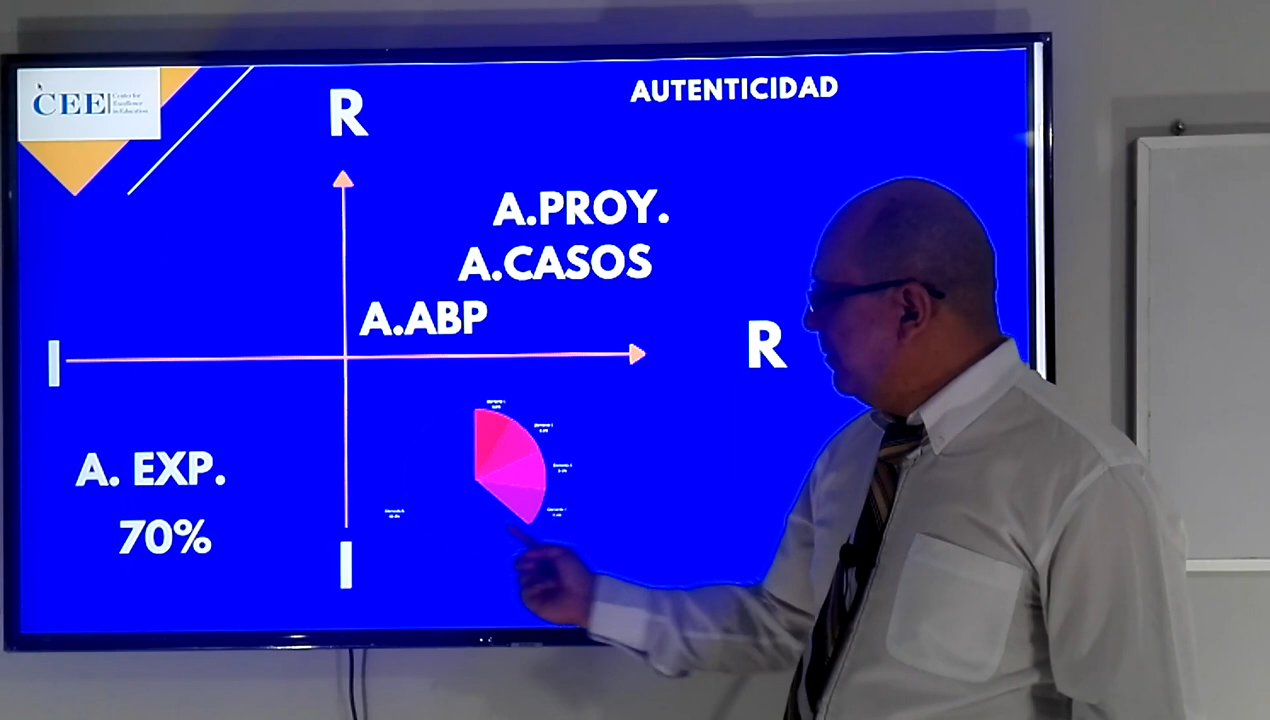 CEE
Center for
Excellence
in Education
R
AUTENTICIDAD
A.PROY.
A.CASOS
A.ABP
I
R
A. EXP.
70%
I